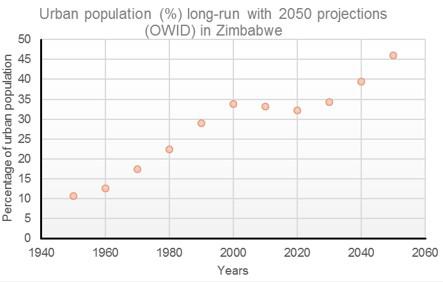 Urban population (%) long-run with 2050 projections
(OWID) in Zimbabwe
Percentage of urban population
50
45
40
35
30
25
20
15
10
5
0
1940 1960 1980 2000 2020 2040 2060
Years